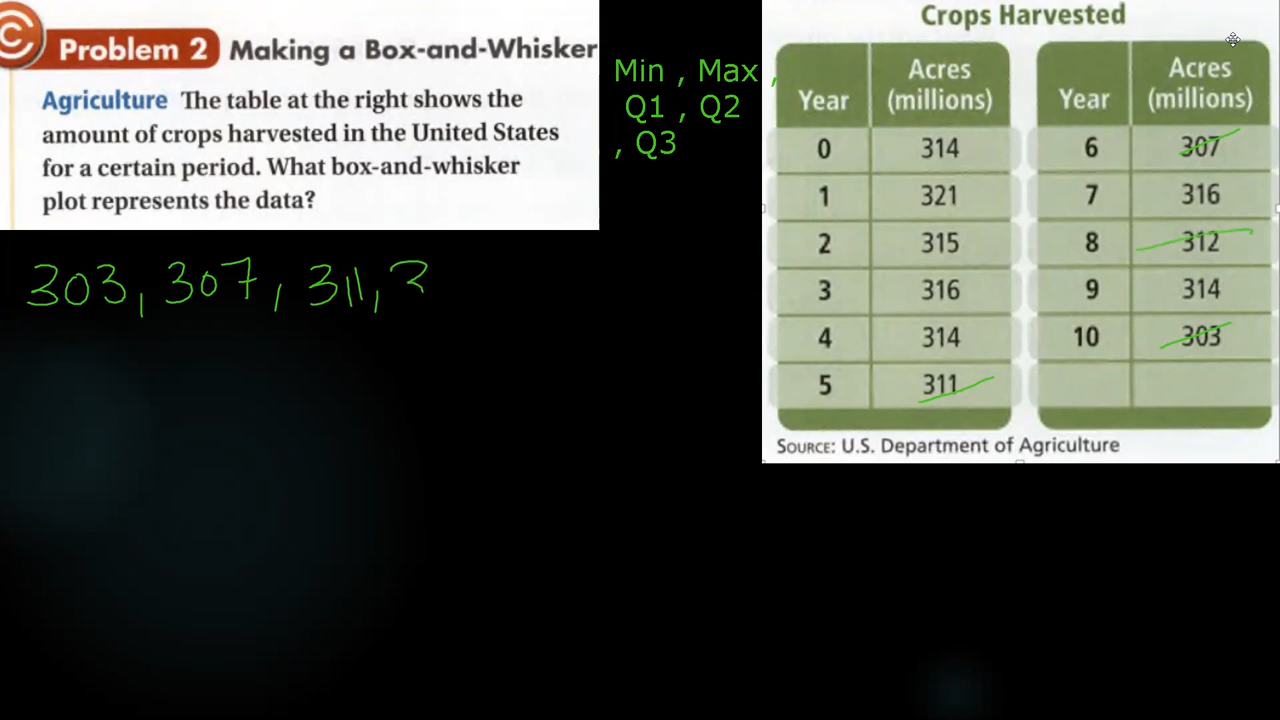 Problem 2 Making a Box-and-Whisker
Agriculture The table at the right shows the
amount of crops harvested in the United States
for a certain period. What box-and-whisker
plot represents the data?
Min , Max ,
Q1 , Q2
, Q3
303, 307, 311, 3
Crops Harvested
Year Acres (millions) Year Acres (millions)
0 314 6 307
1 321 7 316
2 315 8 312
3 316 9 314
4 314 10 303
5 311
SOURCE: U.S. Department of Agriculture